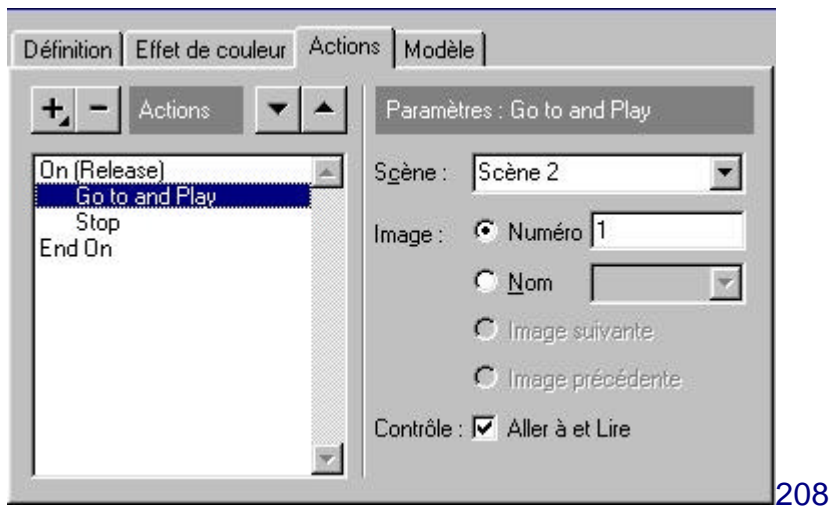 Définition Effet de couleur Actions Modèle
Actions
On (Release)
Go to and Play
Stop
End On
Paramètres : Go to and Play
Scène : Scène 2
Image : Numéro 1
Nom
Image suivante
Image précédente
Contrôle : Aller à et Lire
208